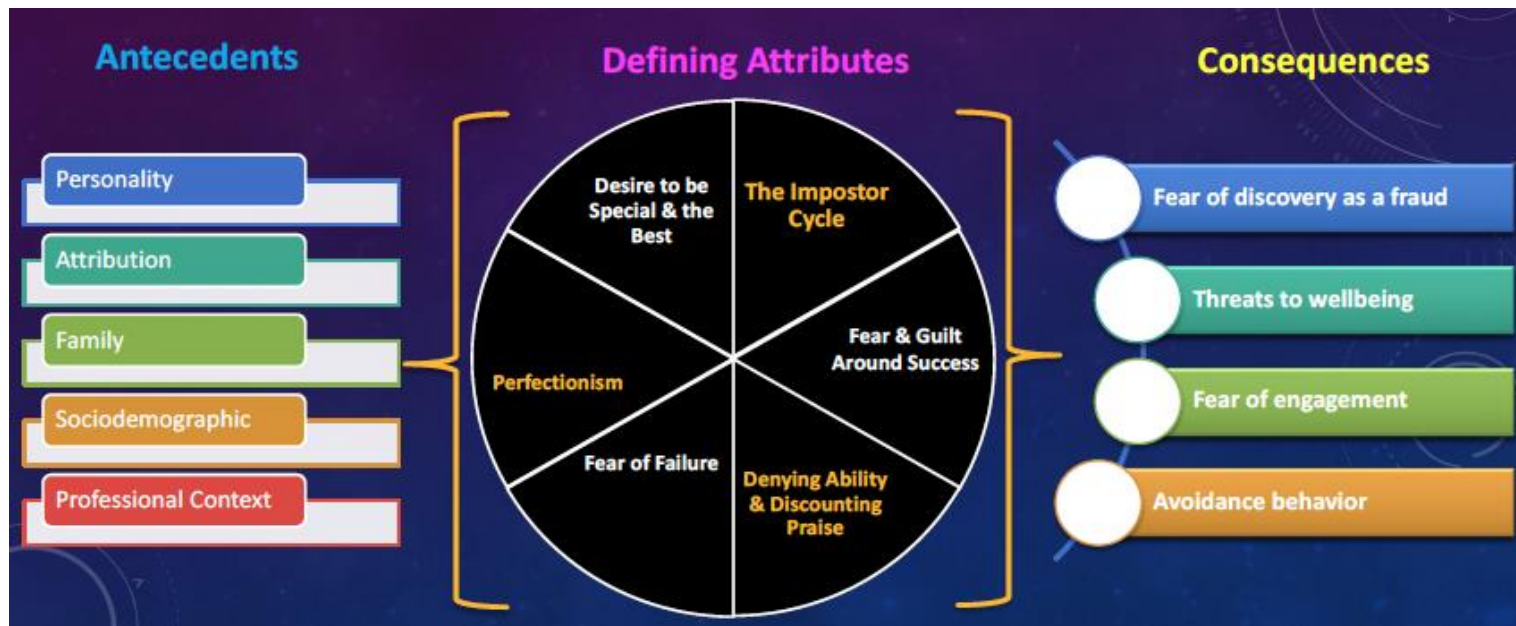 Antecedents
Personality
Attribution
Family
Sociodemographic
Professional Context
Defining Attributes
Desire to be
Special & the
Best
The Impostor
Cycle
Fear & Guilt
Around Success
Denying Ability
& Discounting
Praise
Fear of Failure
Perfectionism
Consequences
Fear of discovery as a fraud
Threats to wellbeing
Fear of engagement
Avoidance behavior